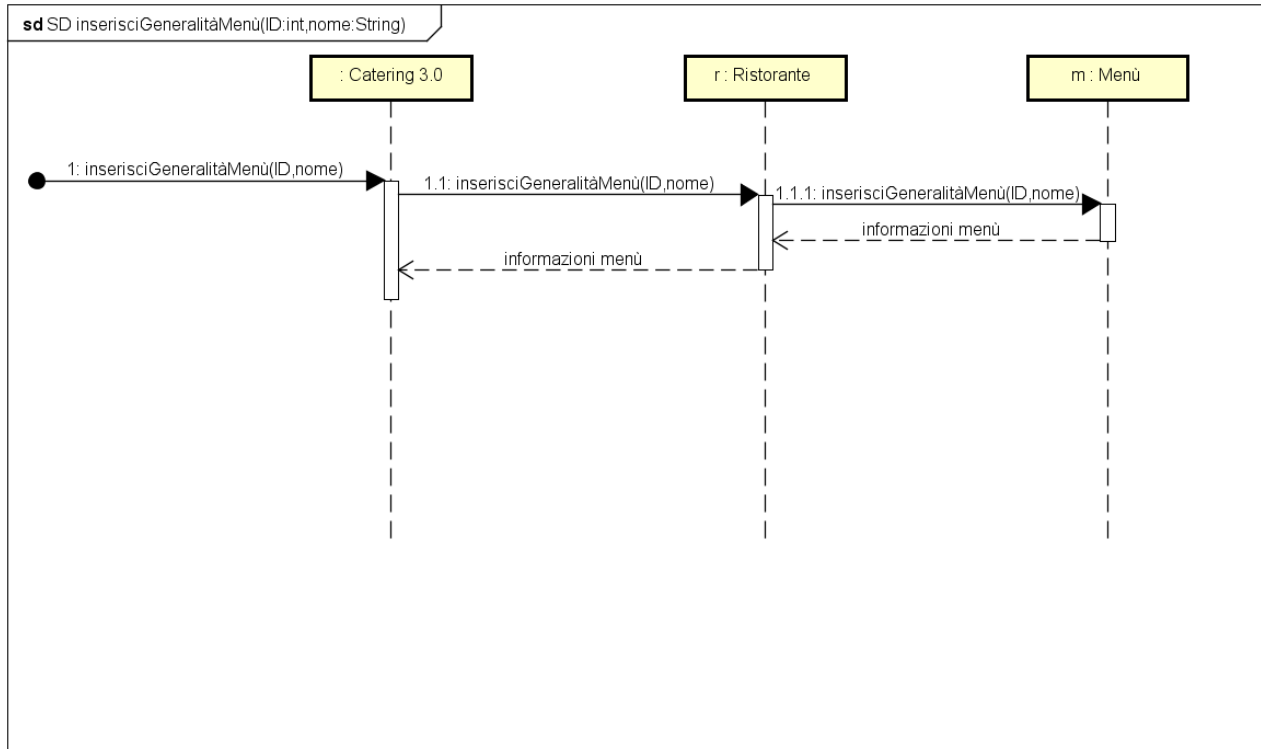 sd SD inserisciGeneralitàMenù(ID:int,nome:String)
: Catering 3.0
r : Ristorante
m : Menù
1: inserisciGeneralitàMenù(ID,nome)
1.1: inserisciGeneralitàMenù(ID,nome)
1.1.1: inserisciGeneralitàMenù(ID,nome)
informazioni menù
informazioni menù